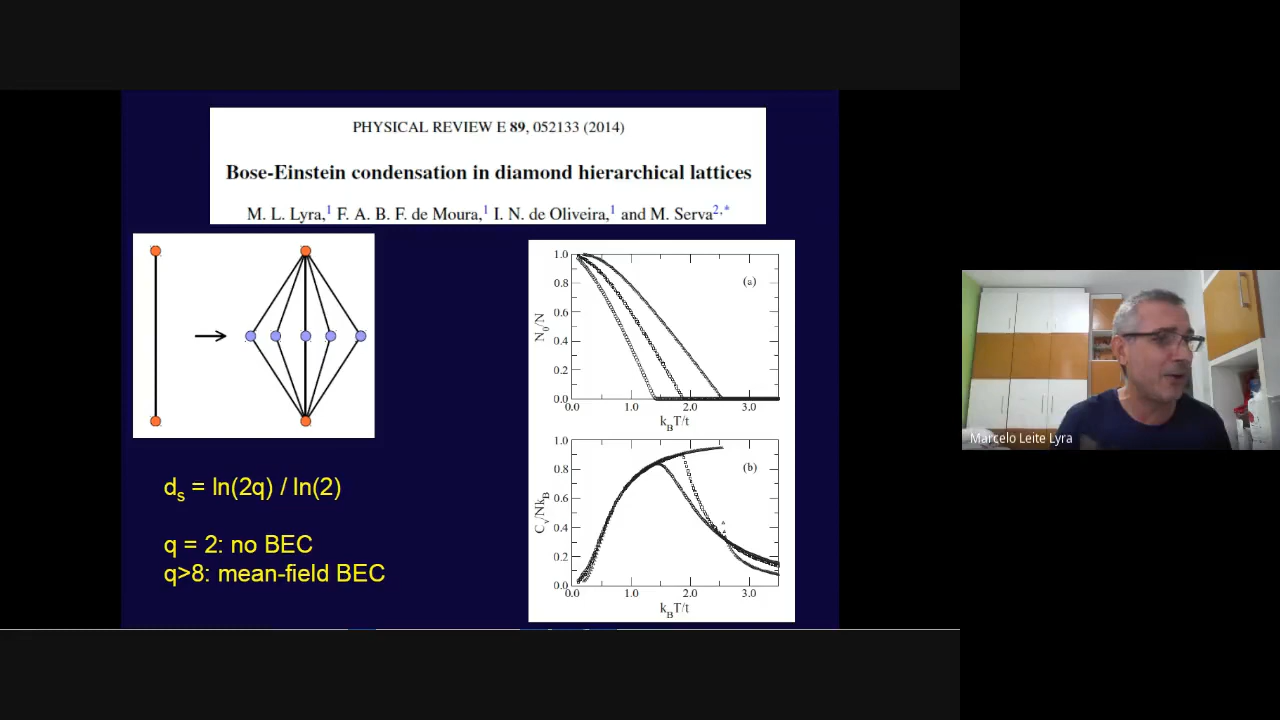 PHYSICAL REVIEW E 89, 052133 (2014)
Bose-Einstein condensation in diamond hierarchical lattices
M. L. Lyra,1 F. A. B. F. de Moura,1 I. N. de Oliveira,1 and M. Serva2,*
ds = ln(2q) / ln(2)
q = 2: no BEC
q>8: mean-field BEC
1.0
0.8
0.6
0.4
0.2
0.0
N0/N
(a)
0.0 1.0 2.0 3.0
kBT/t
1.0
0.8
0.6
0.4
0.2
0.0
Cv/NkB
(b)
0.0 1.0 2.0 3.0
kBT/t
Marcelo Leite Lyra